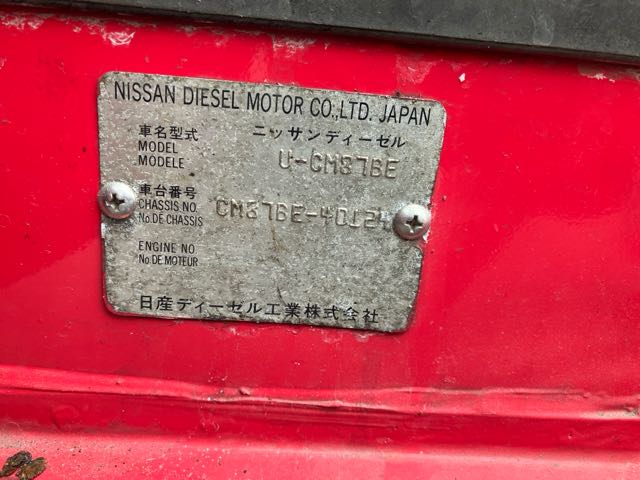 NISSAN DIESEL MOTOR CO.,LTD. JAPAN
車名型式 ニッサンディーゼル
MODEL
MODELE U-CM87BE
車台番号
CHASSIS NO.
No.DE CHASSIS
ENGINE NO
No.DE MOTEUR
日産ディーゼル工業株式会社